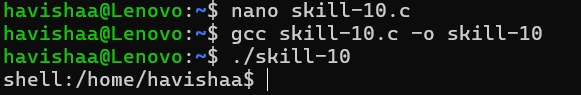 havishaa@Lenovo:~$ nano skill-10.c
havishaa@Lenovo:~$ gcc skill-10.c -o skill-10
havishaa@Lenovo:~$ ./skill-10
shell:/home/havishaa$